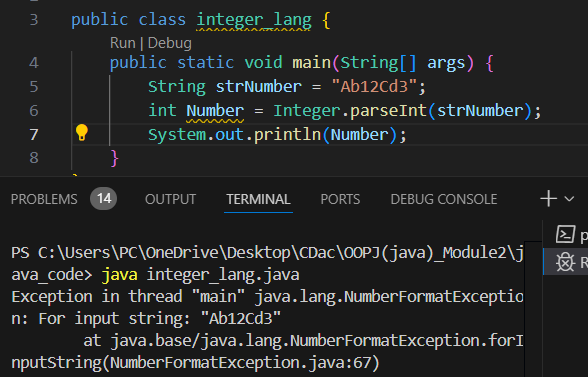 3 public class integer_lang {
Run | Debug
4 public static void main(String[] args) {
5 String strNumber = "Ab12Cd3";
6 int Number = Integer.parseInt(strNumber);
7 System.out.println(Number);
8 }
PROBLEMS 14 OUTPUT TERMINAL PORTS DEBUG CONSOLE
PS C:\Users\PC\OneDrive\Desktop\CDac\OOPJ(java)_Module2\j
ava_code> java integer_lang.java
Exception in thread "main" java.lang.NumberFormatExceptio
n: For input string: "Ab12Cd3"
at java.base/java.lang.NumberFormatException.forI
nputString(NumberFormatException.java:67)